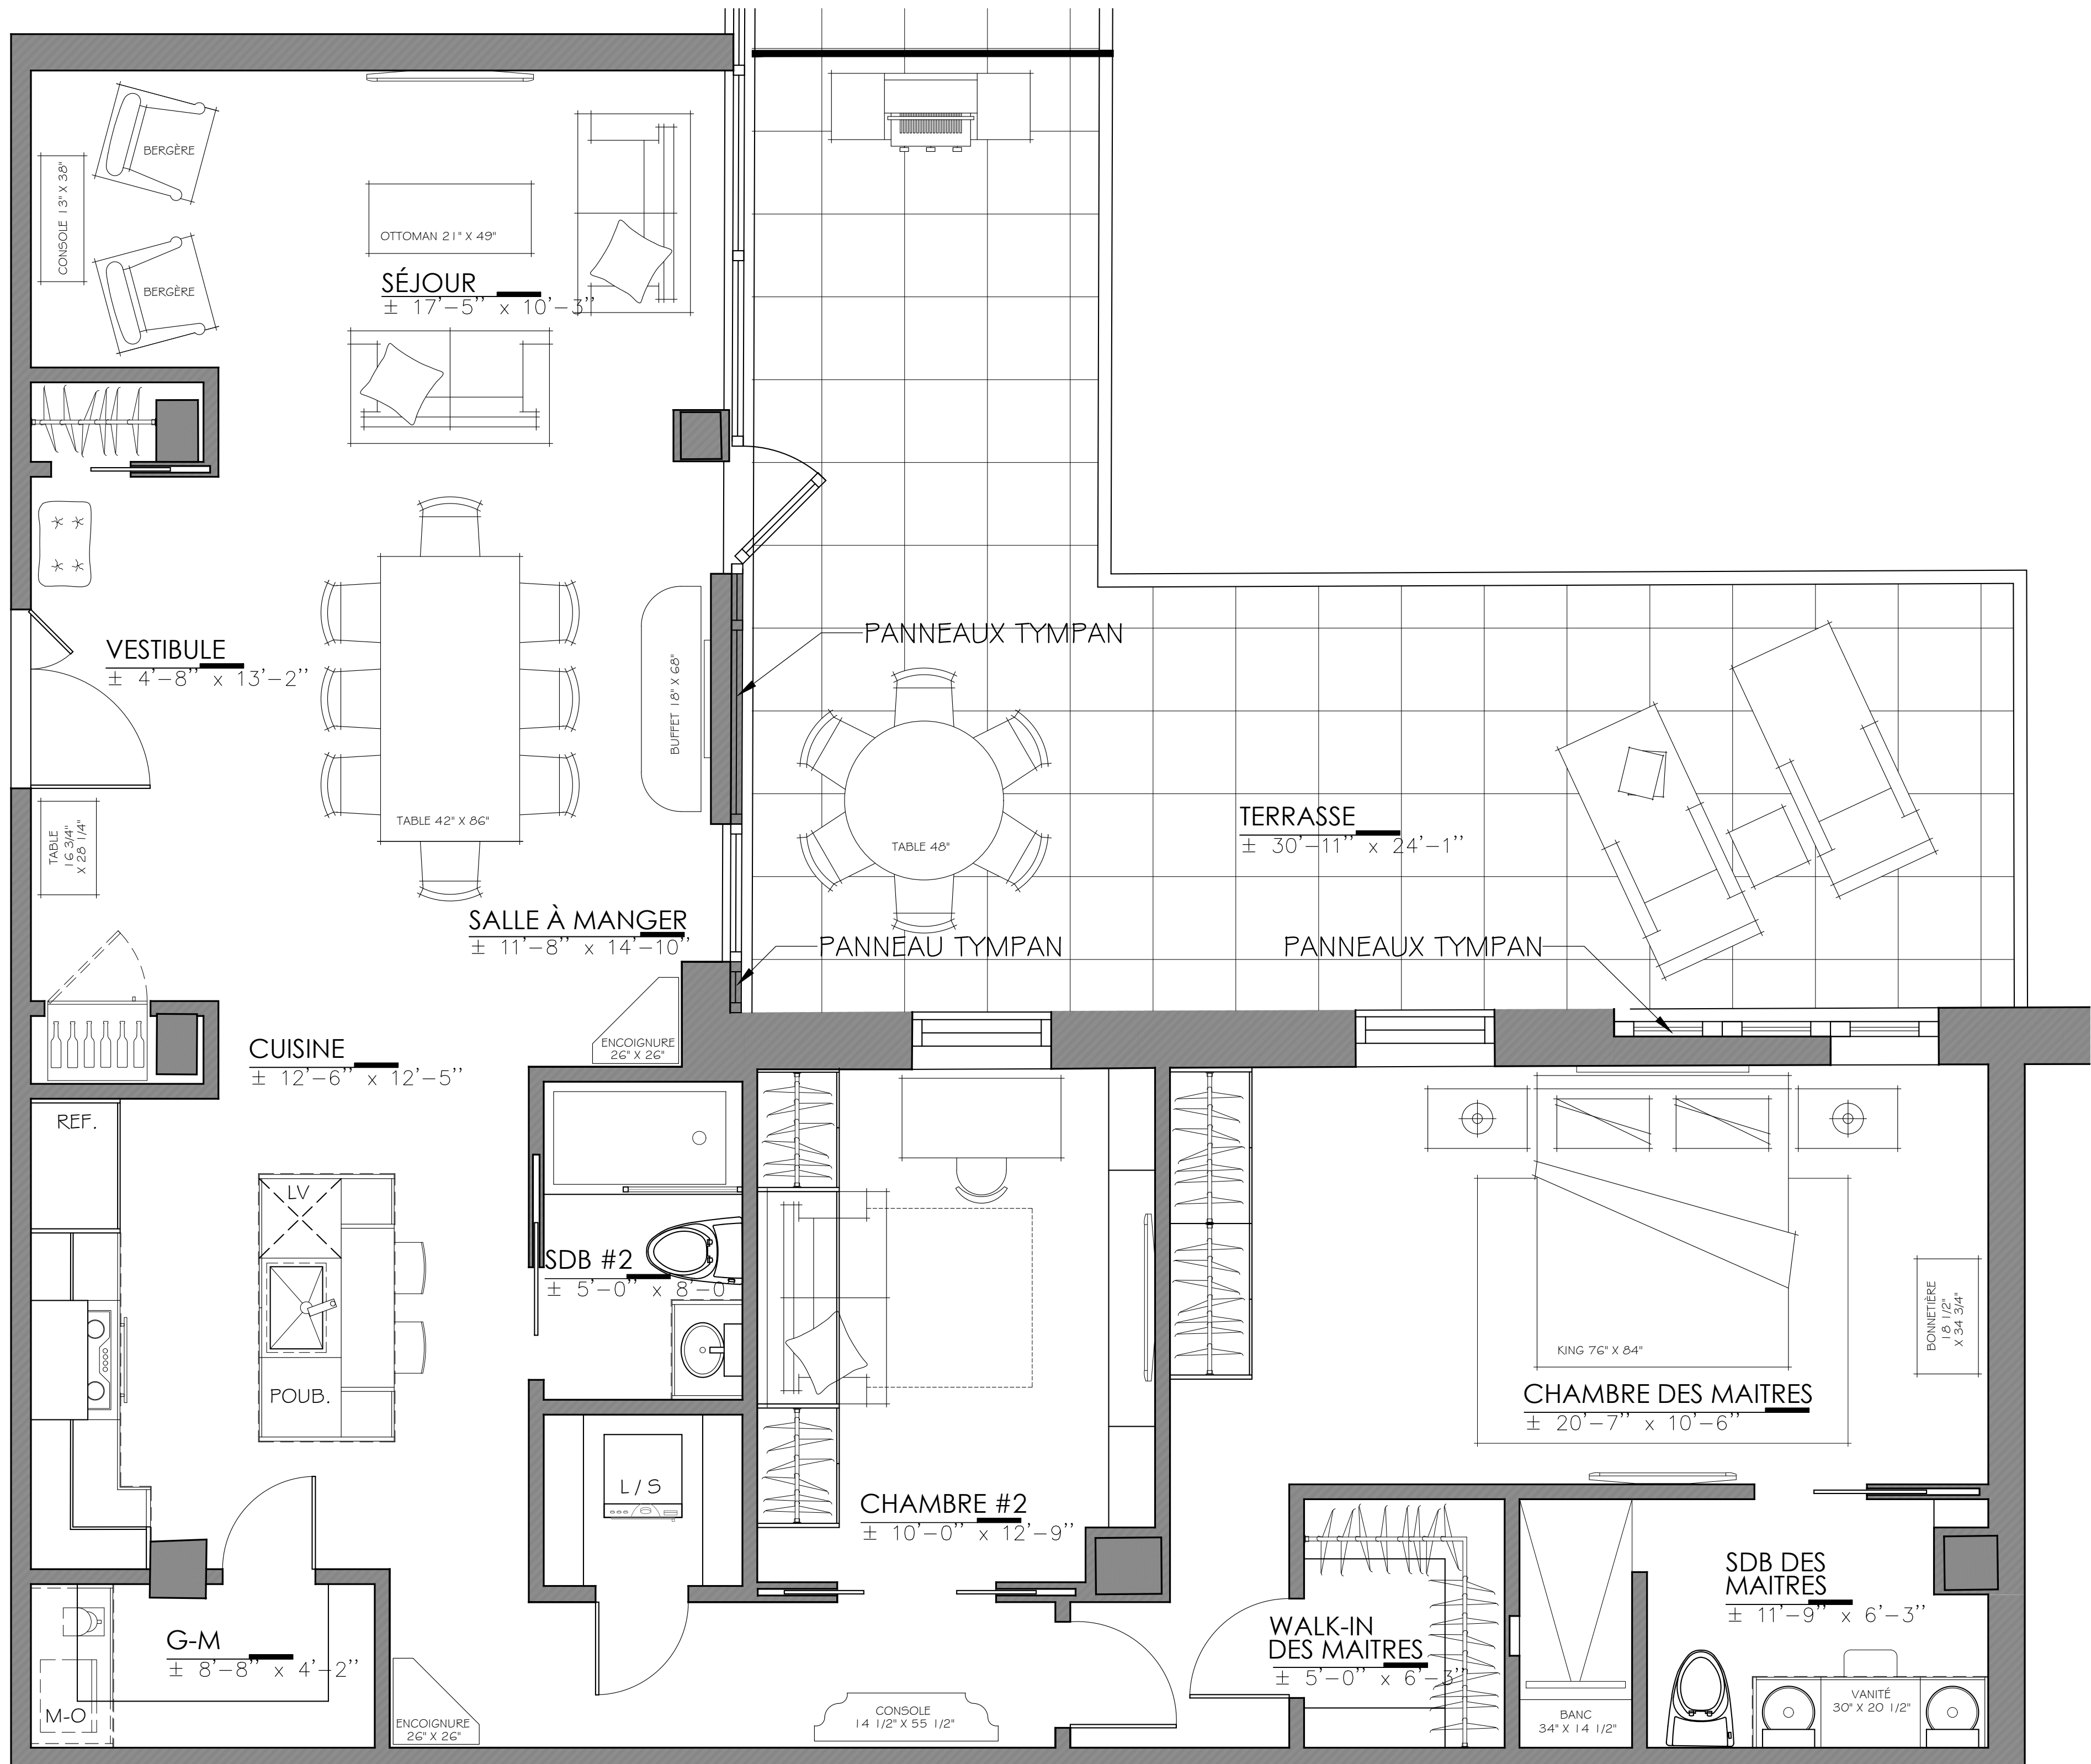 BERGÈRE
CONSOLE 13" X 38"
OTTOMAN 21" X 49"
BERGÈRE
SÉJOUR
± 17'-5" x 10'-3"
VESTIBULE
± 4'-8" x 13'-2"
PANNEAUX TYMPAN
BUFFET 18" X 68"
TABLE 42" X 86"
TABLE
16 3/4"
X 28 1/4"
TABLE 48"
TERRASSE
± 30'-11" x 24'-1"
SALLE À MANGER
± 11'-8" x 14'-10"
PANNEAU TYMPAN
PANNEAUX TYMPAN
CUISINE
± 12'-6" x 12'-5"
ENCOIGNURE
26" X 26"
REF.
LV
SDB #2
± 5'-0" x 8'-0
POUB.
KING 76" X 84"
BONNETIÈRE
18 1/2"
X 34 3/4"
CHAMBRE DES MAITRES
± 20'-7" x 10'-6"
L / S
CHAMBRE #2
± 10'-0" x 12'-9"
G-M
± 8'-8" x 4'-2"
M-O
ENCOIGNURE
26" X 26"
CONSOLE
14 1/2" X 55 1/2"
WALK-IN
DES MAITRES
± 5'-0" x 6'-3"
SDB DES
MAITRES
± 11'-9" x 6'-3"
BANC
34" X 14 1/2"
VANITÉ
30" X 20 1/2"